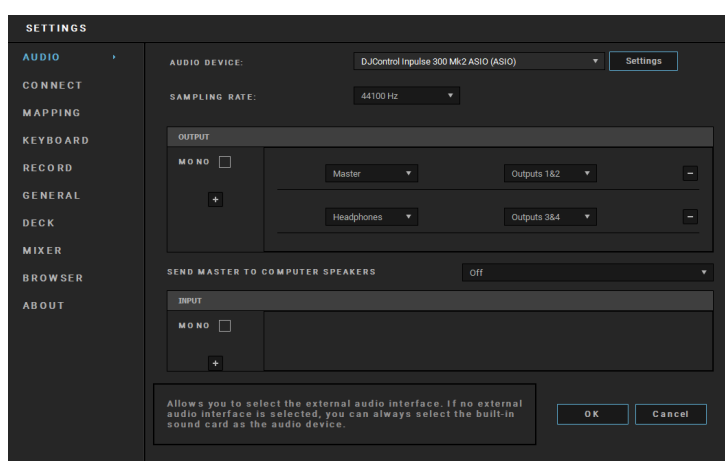 SETTINGS
AUDIO
CONNECT
MAPPING
KEYBOARD
RECORD
GENERAL
DECK
MIXER
BROWSER
ABOUT
AUDIO DEVICE: DJControl Inpulse 300 Mk2 ASIO (ASIO) Settings
SAMPLING RATE: 44100 Hz
OUTPUT
MONO
+
Master Outputs 1&2 −
Headphones Outputs 3&4 −
SEND MASTER TO COMPUTER SPEAKERS Off
INPUT
MONO
+
Allows you to select the external audio interface. If no external
audio interface is selected, you can always select the built-in
sound card as the audio device.
OK Cancel